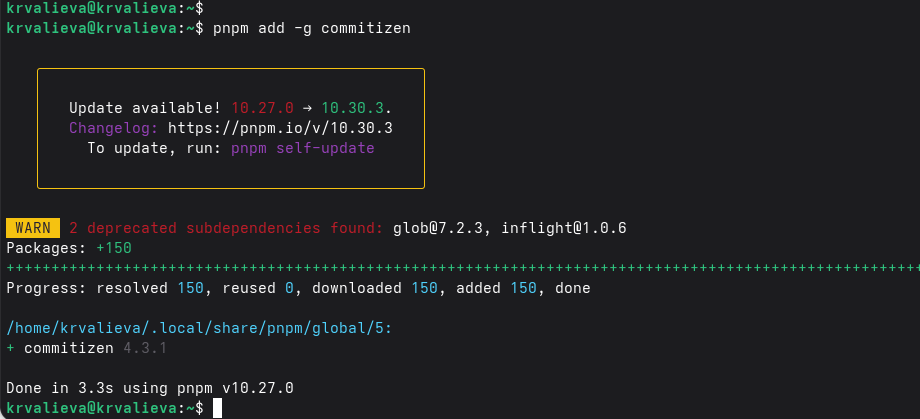 krvalieva@krvalieva:~$
krvalieva@krvalieva:~$ pnpm add -g commitizen
Update available! 10.27.0 → 10.30.3.
Changelog: https://pnpm.io/v/10.30.3
To update, run: pnpm self-update
WARN 2 deprecated subdependencies found: glob@7.2.3, inflight@1.0.6
Packages: +150
++++++++++++++++++++++++++++++++++++++++++++++++++++++++++++++++++++++++++++++++++++++++++++++++++++++
Progress: resolved 150, reused 0, downloaded 150, added 150, done
/home/krvalieva/.local/share/pnpm/global/5:
+ commitizen 4.3.1
Done in 3.3s using pnpm v10.27.0
krvalieva@krvalieva:~$